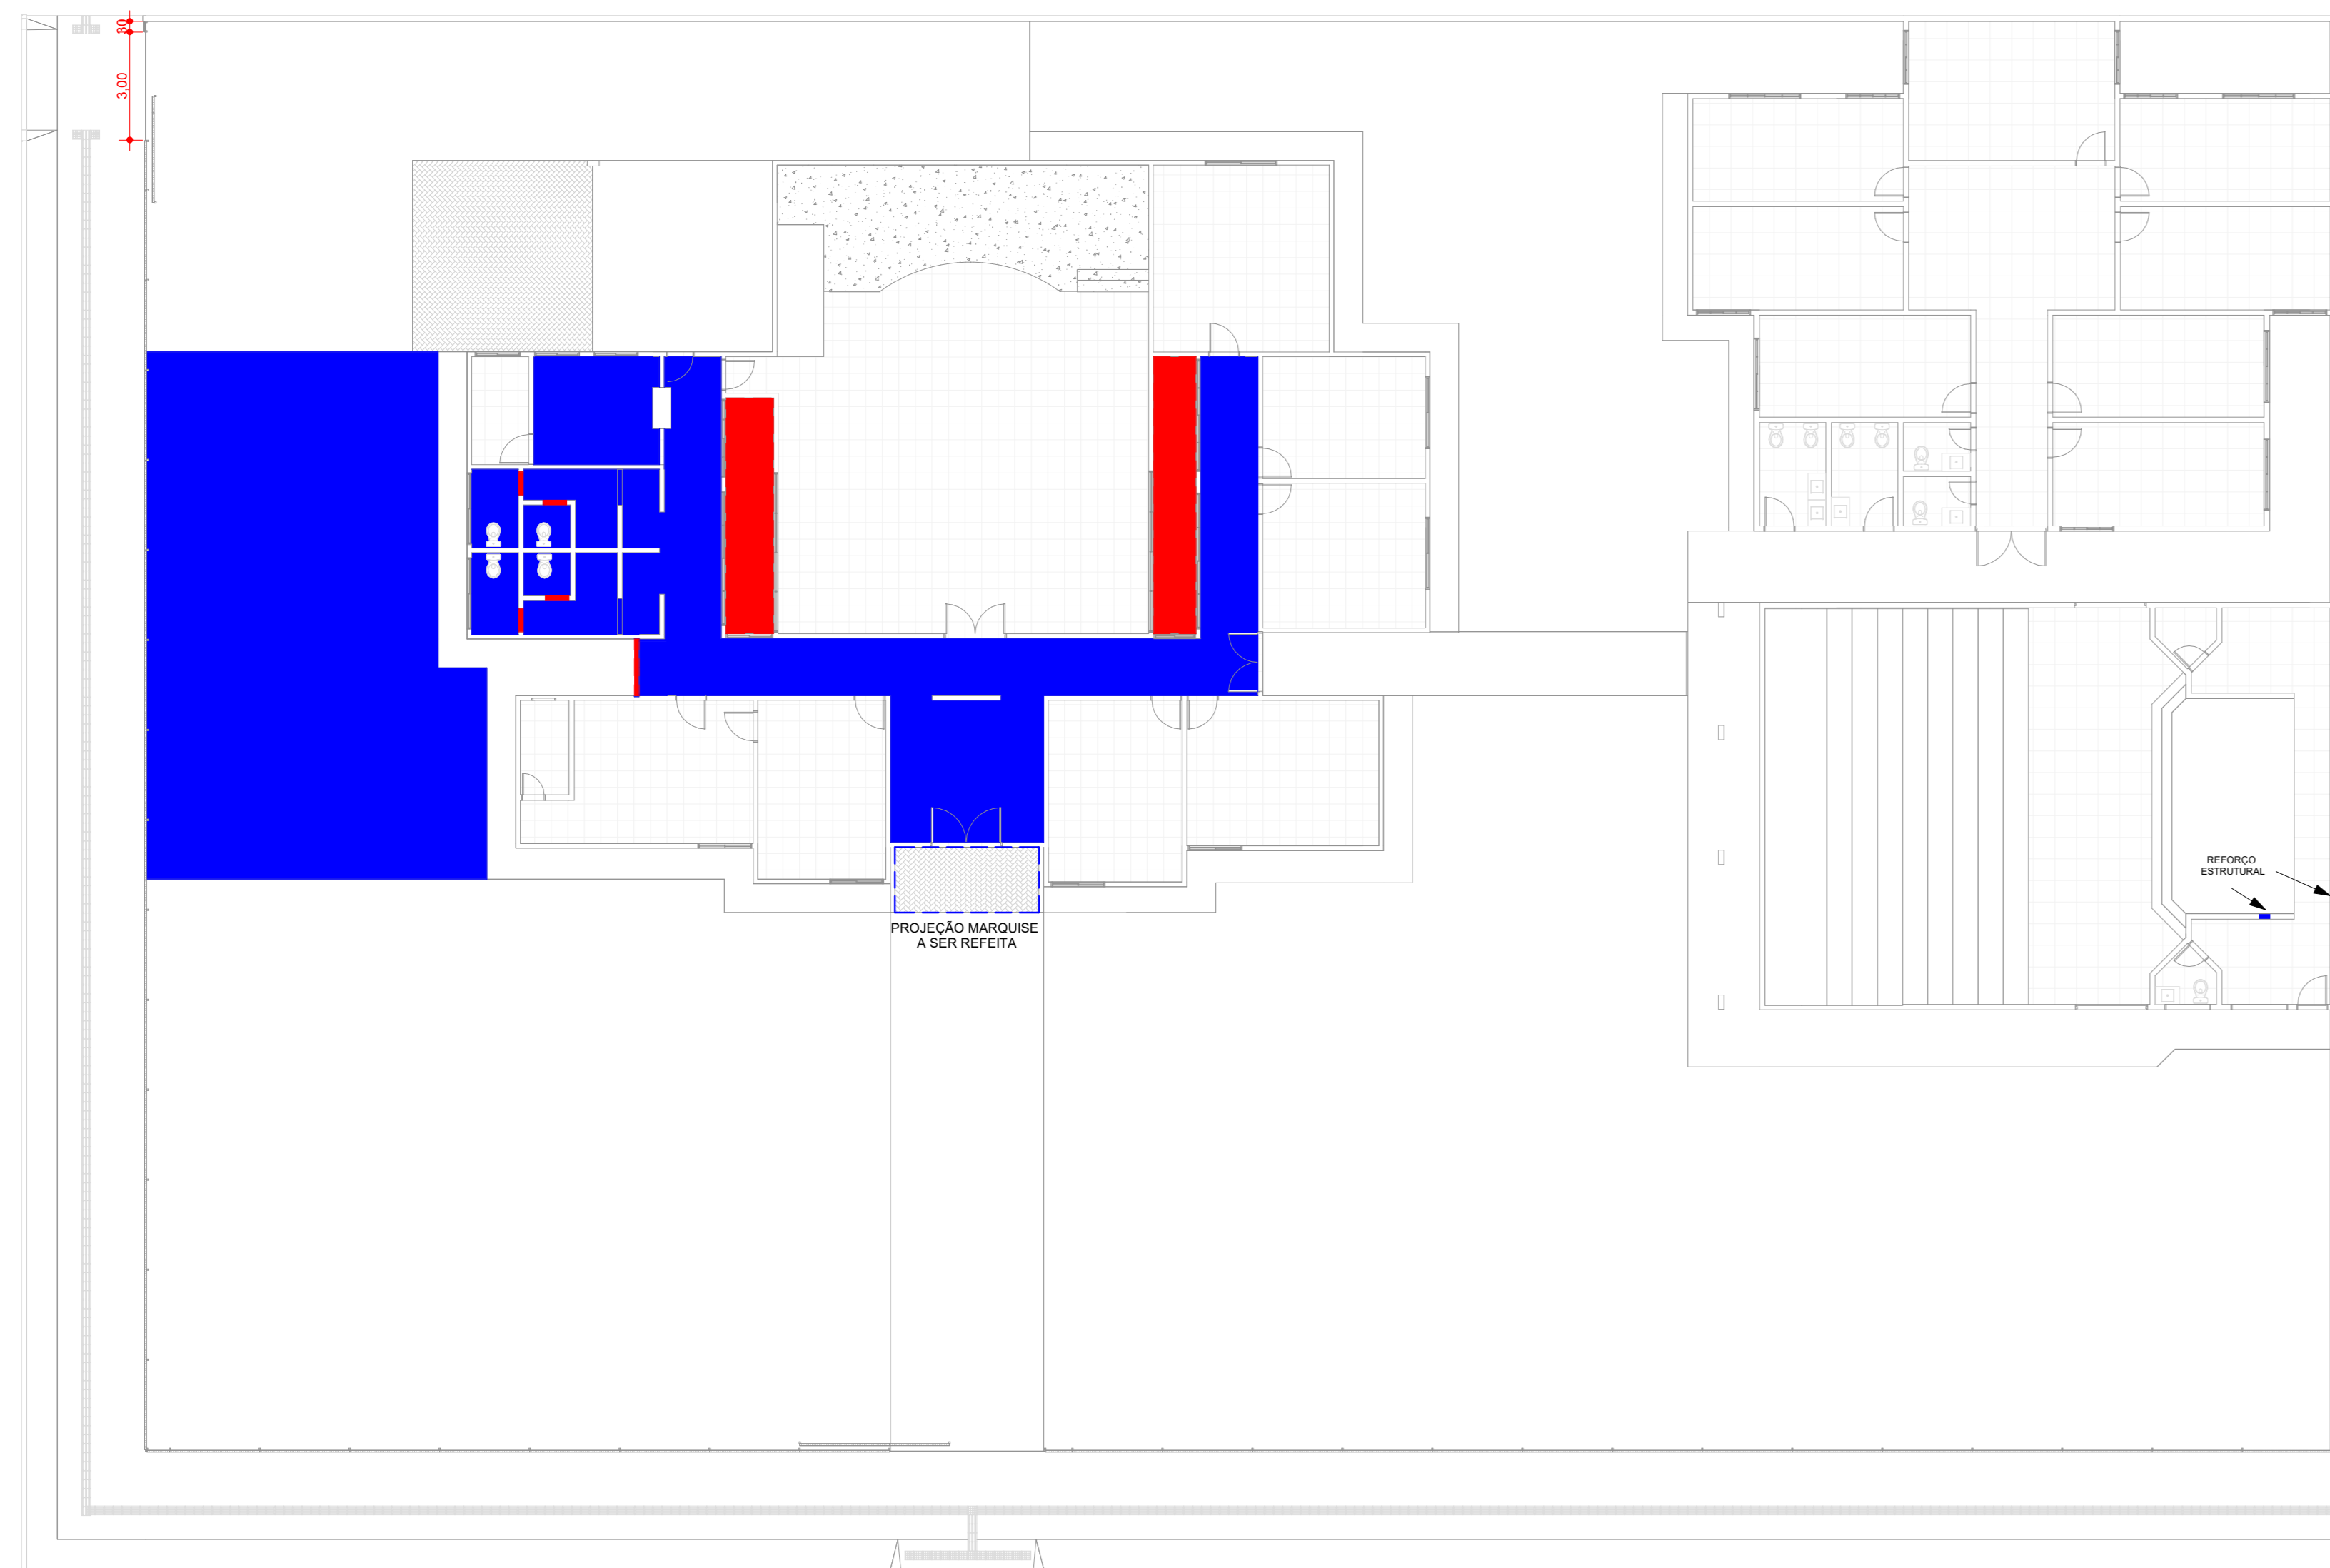 30
3,00
REFORÇO
ESTRUTURAL
PROJEÇÃO MARQUISE
A SER REFEITA